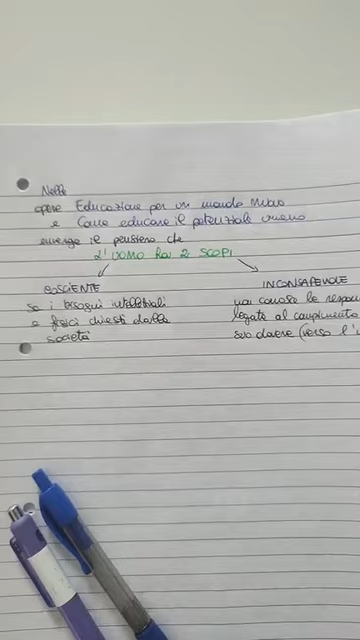 Nelle
opere Educazione per un mondo nuovo
e Come educare il potenziale umano
emerge il pensiero che
L'UOMO HA 2 SCOPI
COSCIENTE
INCONSAPEVOLE
sa i bisogni intellettuali
e fisici chiesti dalla
società
non conosce le respon
legate al compimento
suo dovere (verso l'u